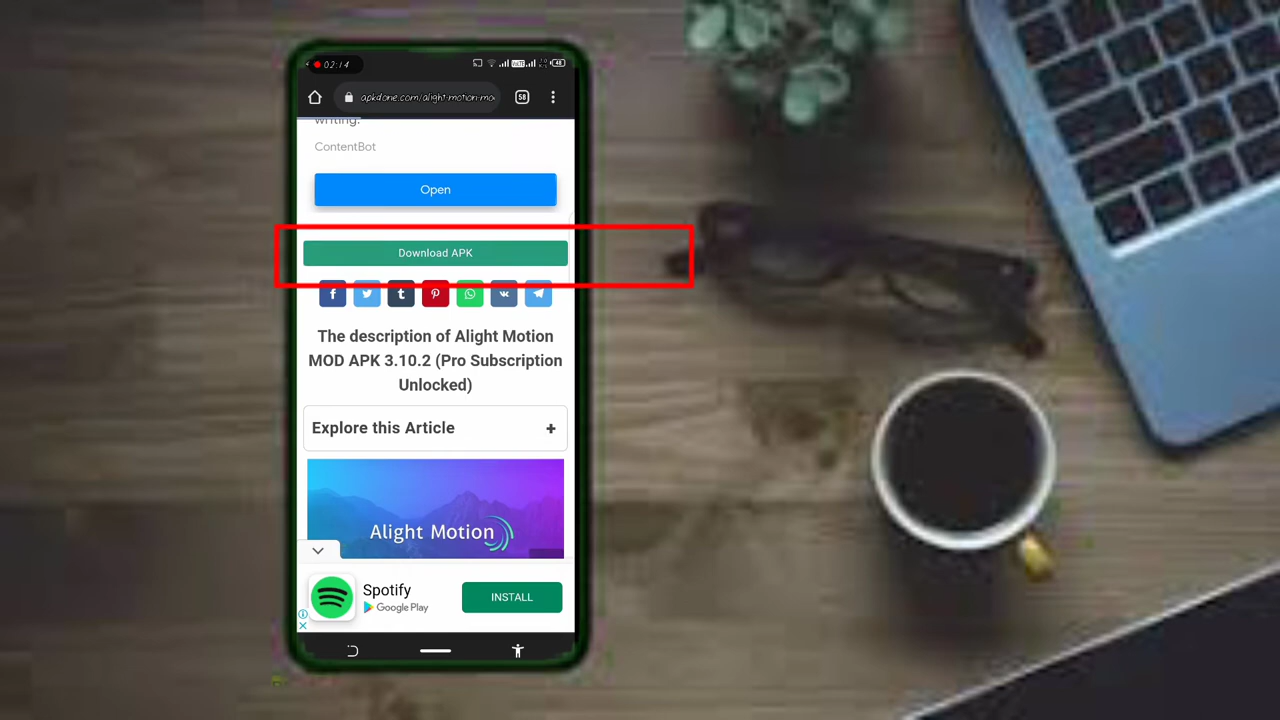 02:14
58
apkdone.com/alight-motion-mo
writing:
ContentBot
Open
Download APK
The description of Alight Motion
MOD APK 3.10.2 (Pro Subscription
Unlocked)
Explore this Article
+
Alight Motion
Spotify
Google Play
INSTALL